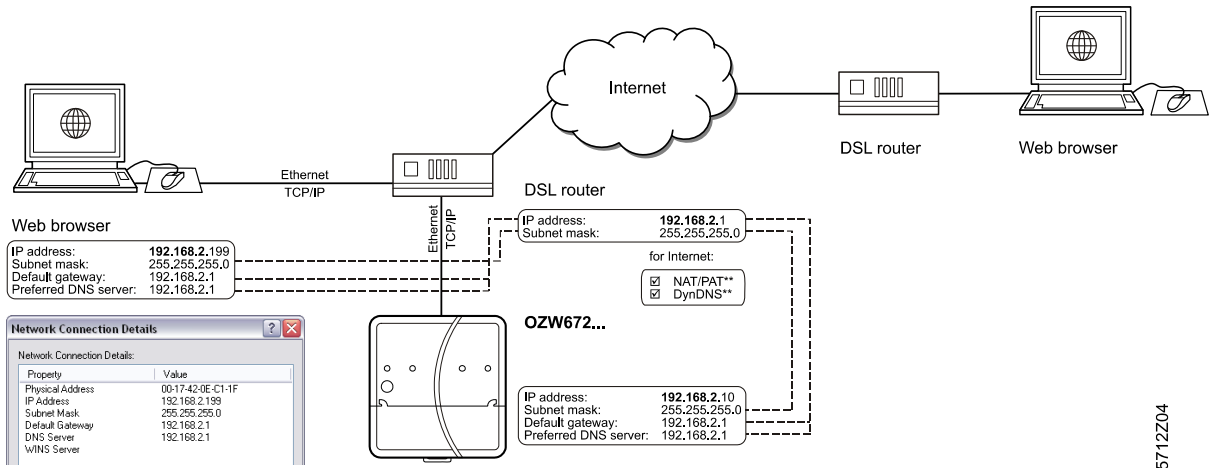 Internet
DSL router
Web browser
Ethernet
TCP/IP
DSL router
Web browser
Ethernet
TCP/IP
IP address: 192.168.2.1
Subnet mask: 255.255.255.0
IP address: 192.168.2.199
Subnet mask: 255.255.255.0
Default gateway: 192.168.2.1
Preferred DNS server: 192.168.2.1
for Internet:
☑ NAT/PAT**
☑ DynDNS**
OZW672...
Network Connection Details
Network Connection Details:
Property Value
Physical Address 00-17-42-0E-C1-1F
IP Address 192.168.2.199
Subnet Mask 255.255.255.0
Default Gateway 192.168.2.1
DNS Server 192.168.2.1
WINS Server
IP address: 192.168.2.10
Subnet mask: 255.255.255.0
Default gateway: 192.168.2.1
Preferred DNS server: 192.168.2.1
5712Z04